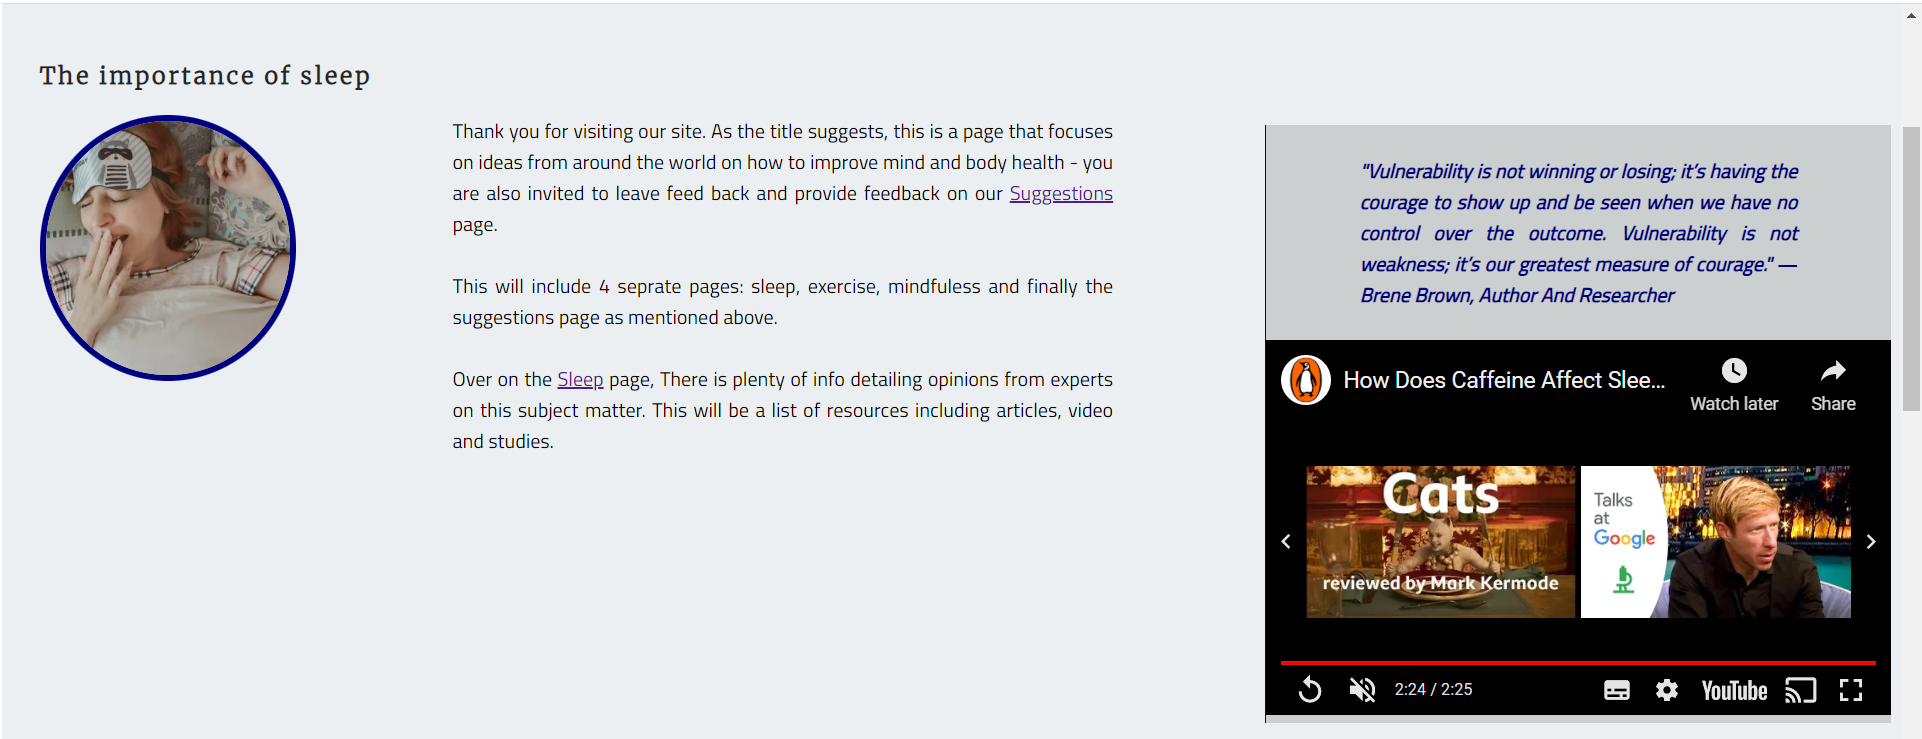 The importance of sleep
Thank you for visiting our site. As the title suggests, this is a page that focuses
on ideas from around the world on how to improve mind and body health - you
are also invited to leave feed back and provide feedback on our Suggestions
page.
This will include 4 seprate pages: sleep, exercise, mindfuless and finally the
suggestions page as mentioned above.
Over on the Sleep page, There is plenty of info detailing opinions from experts
on this subject matter. This will be a list of resources including articles, video
and studies.
"Vulnerability is not winning or losing; it’s having the
courage to show up and be seen when we have no
control over the outcome. Vulnerability is not
weakness; it’s our greatest measure of courage." —
Brene Brown, Author And Researcher
How Does Caffeine Affect Slee...
Watch later
Share
Cats
reviewed by Mark Kermode
Talks
at
Google
2:24 / 2:25
YouTube